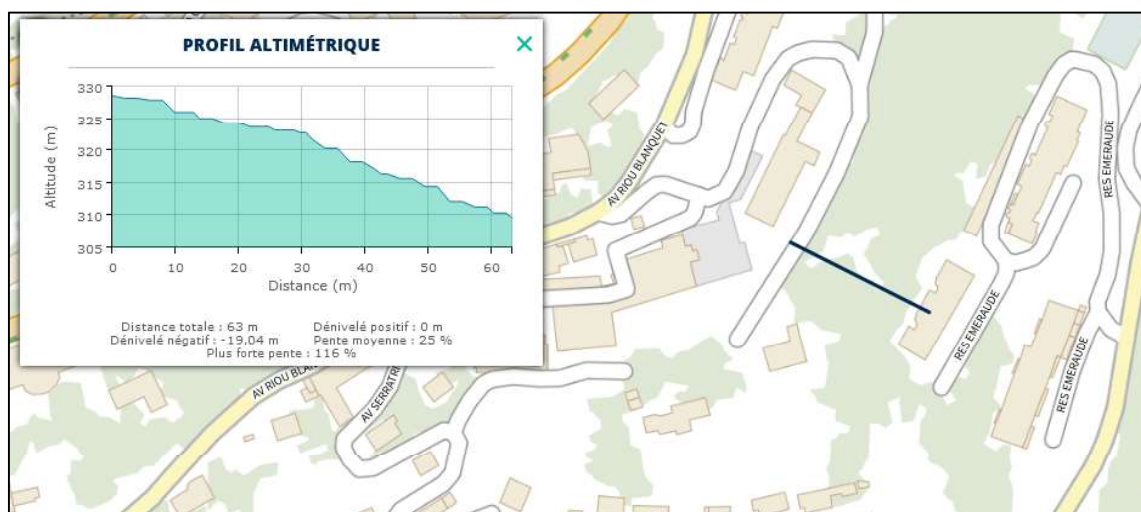 PROFIL ALTIMÉTRIQUE
×
330
325
320
315
310
305
Altitude (m)
0 10 20 30 40 50 60
Distance (m)
Distance totale : 63 m Dénivelé positif : 0 m
Dénivelé négatif : -19.04 m Pente moyenne : 25 %
Plus forte pente : 116 %
AV RIOU BLANQUET
AV RIOU BLAN
AV SERRATRI
RES EMERAUDE
RES EMERAUDE
RES EMERAUDE